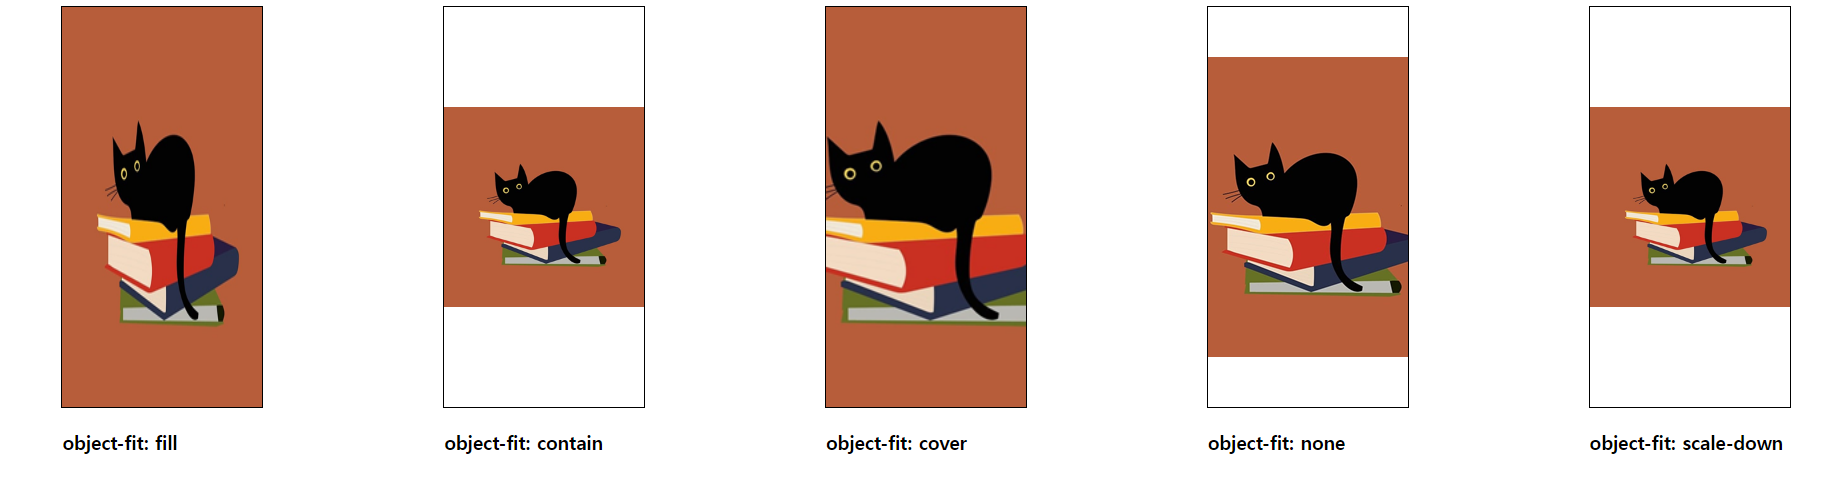 object-fit: fill
object-fit: contain
object-fit: cover
object-fit: none
object-fit: scale-down